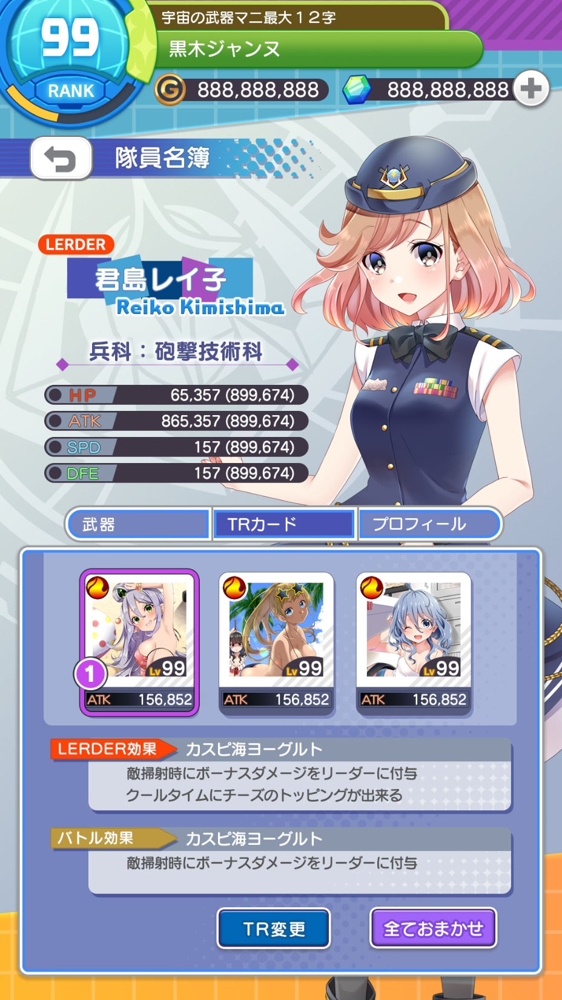 99
RANK
宇宙の武器マニ最大12字
黒木ジャンヌ
G 888,888,888
888,888,888
隊員名簿
LERDER
君島レイ子
Reiko Kimishima
兵科:砲撃技術科
HP 65,357 (899,674)
ATK 865,357 (899,674)
SPD 157 (899,674)
DFE 157 (899,674)
武器 TRカード プロフィール
Lv99 Lv99 Lv99
1
ATK 156,852 ATK 156,852 ATK 156,852
LERDER効果 カスピ海ヨーグルト
敵掃射時にボーナスダメージをリーダーに付与
クールタイムにチーズのトッピングが出来る
バトル効果 カスピ海ヨーグルト
敵掃射時にボーナスダメージをリーダーに付与
TR変更 全ておまかせ